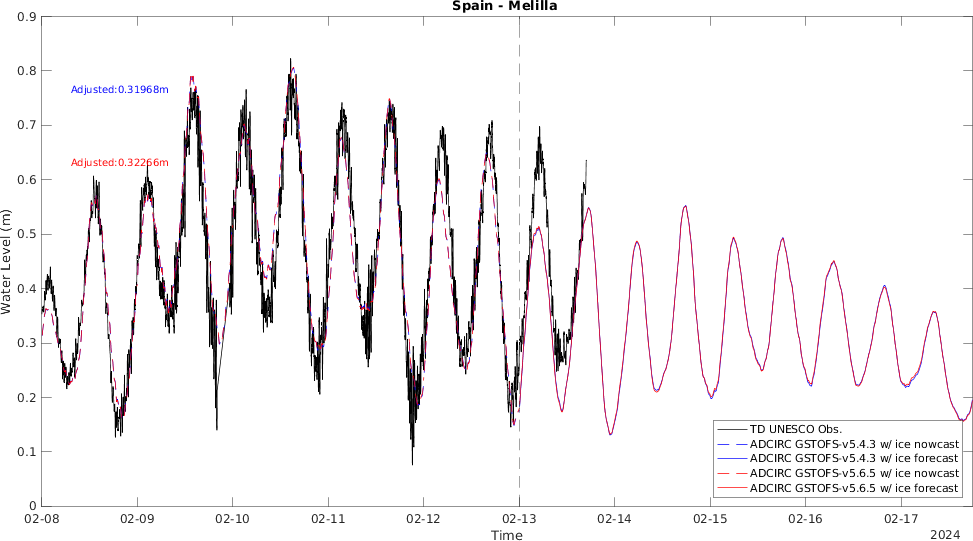 Spain - Melilla
0.9
0.8
0.7
0.6
0.5
0.4
0.3
0.2
0.1
0
Water Level (m)
Adjusted:0.31968m
Adjusted:0.32266m
TD UNESCO Obs.
ADCIRC GSTOFS-v5.4.3 w/ ice nowcast
ADCIRC GSTOFS-v5.4.3 w/ ice forecast
ADCIRC GSTOFS-v5.6.5 w/ ice nowcast
ADCIRC GSTOFS-v5.6.5 w/ ice forecast
02-08 02-09 02-10 02-11 02-12 02-13 02-14 02-15 02-16 02-17
Time
2024